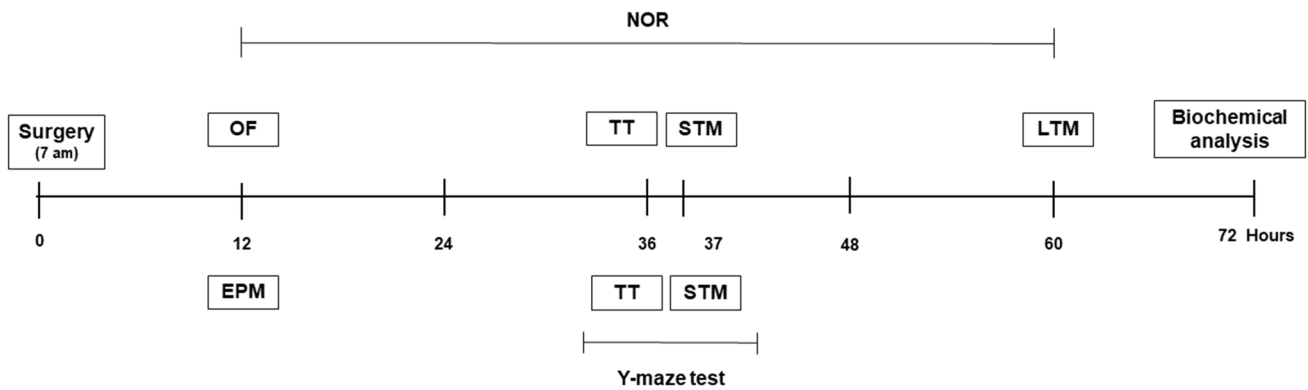 NOR
Surgery
(7 am)
OF
TT
STM
LTM
Biochemical
analysis
0
12
24
36
37
48
60
72 Hours
EPM
TT
STM
Y-maze test